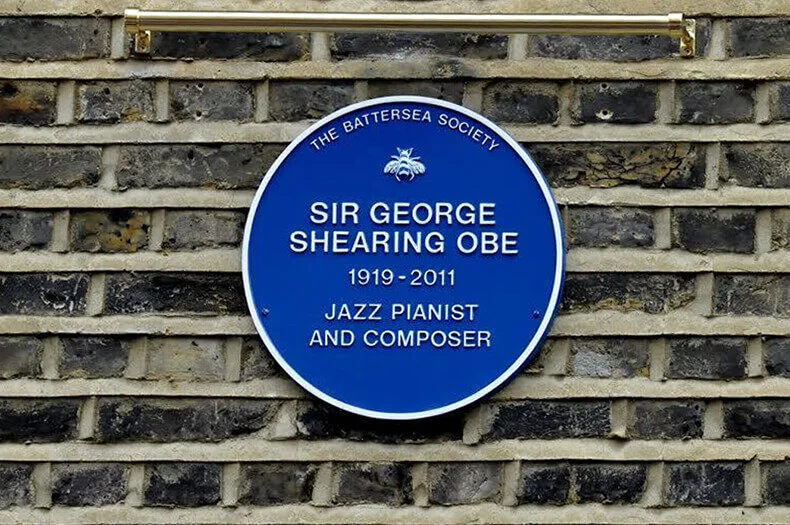 THE BATTERSEA SOCIETY
SIR GEORGE
SHEARING OBE
1919-2011
JAZZ PIANIST
AND COMPOSER